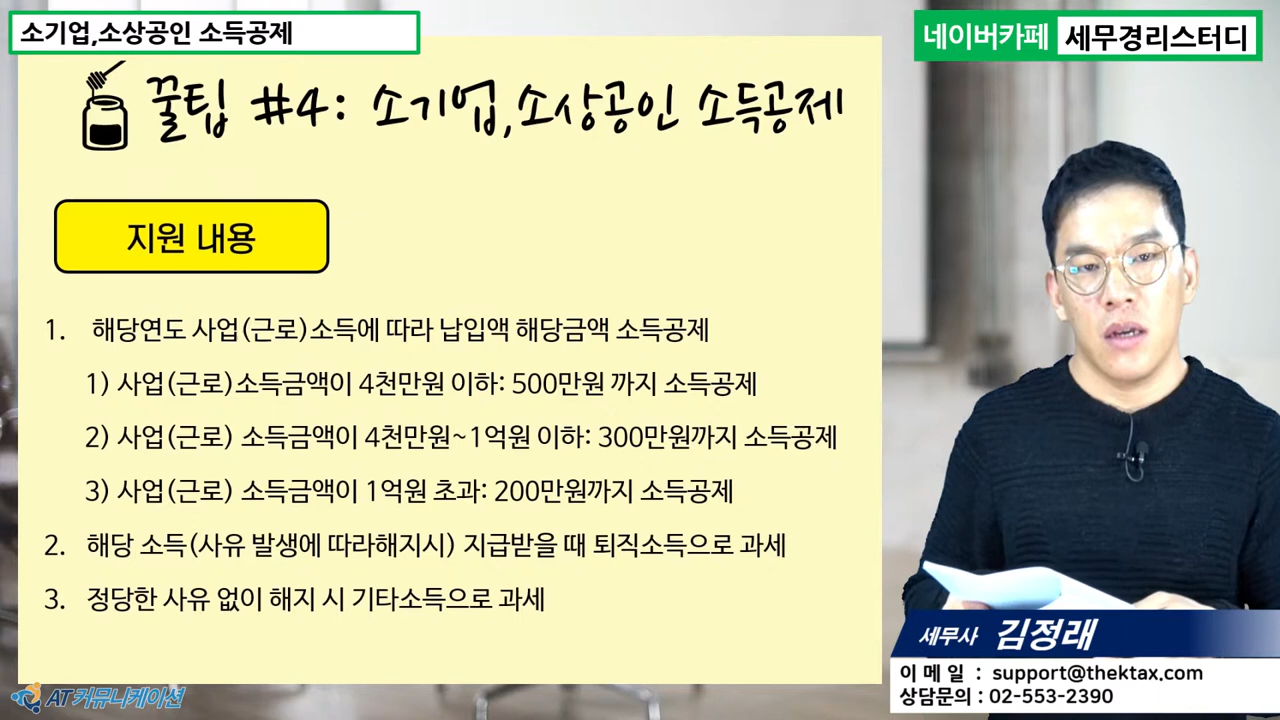 소기업,소상공인 소득공제
네이버카페 세무경리스터디
꿀팁 #4: 소기업,소상공인 소득공제
지원 내용
1. 해당연도 사업(근로)소득에 따라 납입액 해당금액 소득공제
1) 사업(근로)소득금액이 4천만원 이하: 500만원 까지 소득공제
2) 사업(근로) 소득금액이 4천만원~1억원 이하: 300만원까지 소득공제
3) 사업(근로) 소득금액이 1억원 초과: 200만원까지 소득공제
2. 해당 소득(사유 발생에 따라해지시) 지급받을 때 퇴직소득으로 과세
3. 정당한 사유 없이 해지 시 기타소득으로 과세
세무사 김정래
이 메 일 : support@thektax.com
상담문의 : 02-553-2390
AT커뮤니케이션